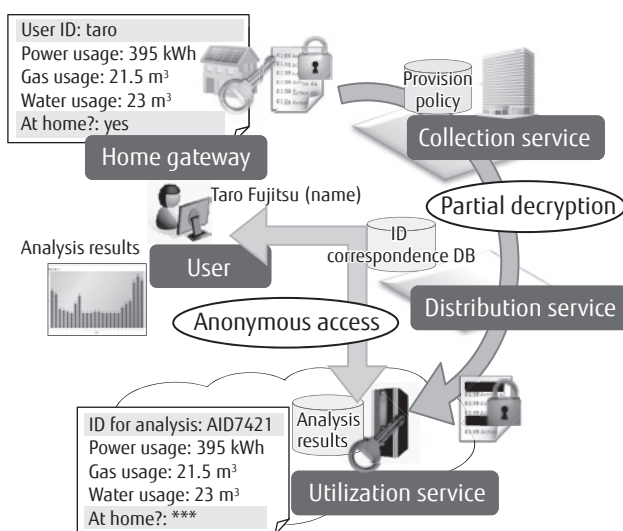 User ID: taro
Power usage: 395 kWh
Gas usage: 21.5 m³
Water usage: 23 m³
At home?: yes
Home gateway
Provision
policy
Collection service
Partial decryption
Taro Fujitsu (name)
User
ID
correspondence DB
Distribution service
Analysis results
Anonymous access
ID for analysis: AID7421
Power usage: 395 kWh
Gas usage: 21.5 m³
Water usage: 23 m³
At home?: ***
Analysis
results
Utilization service